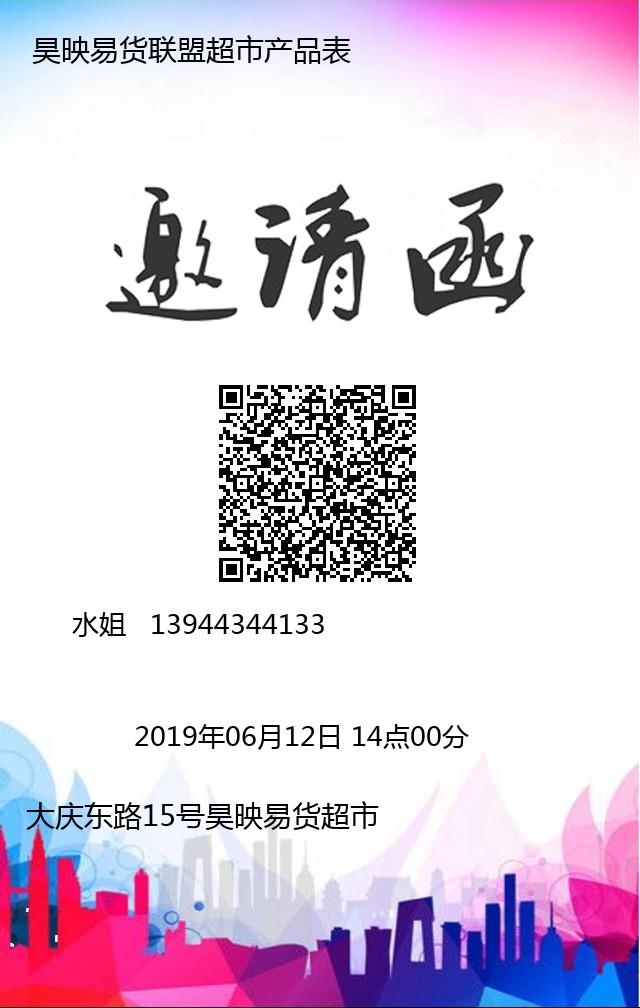 昊映易货联盟超市产品表
邀请函
水姐 13944344133
2019年06月12日 14点00分
大庆东路15号昊映易货超市